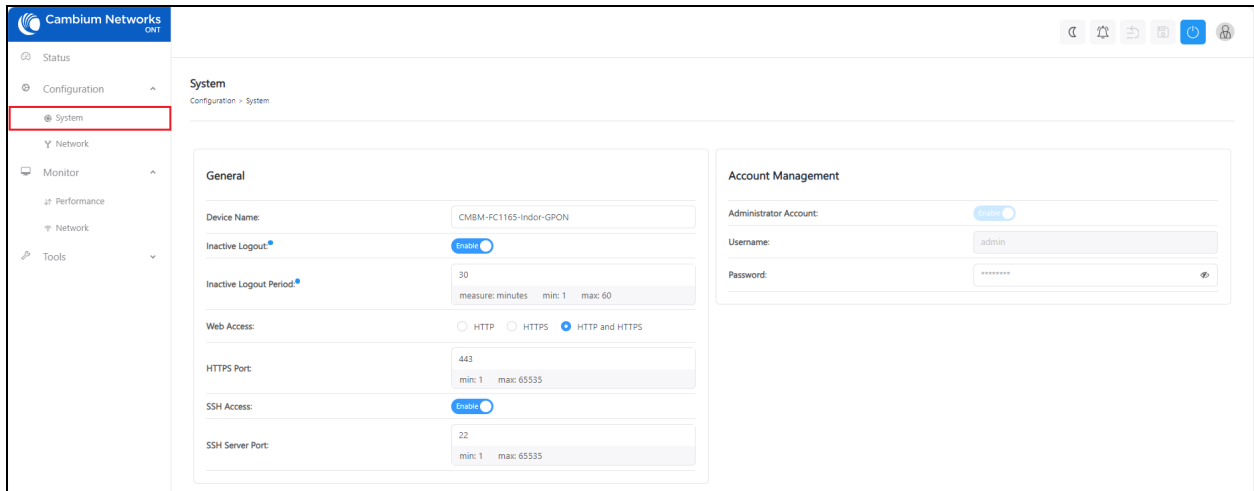 Cambium Networks
ONT
Status
Configuration
System
Network
Monitor
Performance
Network
Tools
System
Configuration > System
General
Device Name: CMBM-FC1165-Indor-GPON
Inactive Logout: Enable
Inactive Logout Period: 30
measure: minutes min: 1 max: 60
Web Access: HTTP HTTPS HTTP and HTTPS
HTTPS Port: 443
min: 1 max: 65535
SSH Access: Enable
SSH Server Port: 22
min: 1 max: 65535
Account Management
Administrator Account: Enable
Username: admin
Password: ********